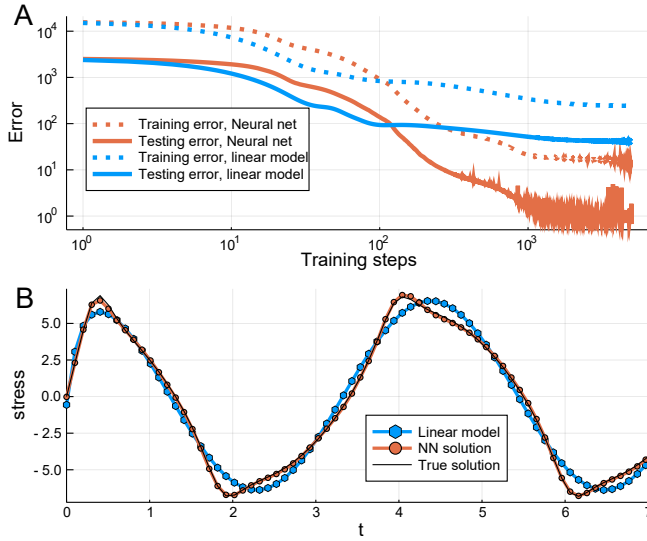 A
Error
10⁴
10³
10²
10¹
10⁰
Training error, Neural net
Testing error, Neural net
Training error, linear model
Testing error, linear model
10⁰ 10¹ 10² 10³
Training steps
B
stress
5.0
2.5
0.0
- 2.5
- 5.0
Linear model
NN solution
True solution
0 1 2 3 4 5 6 7
t